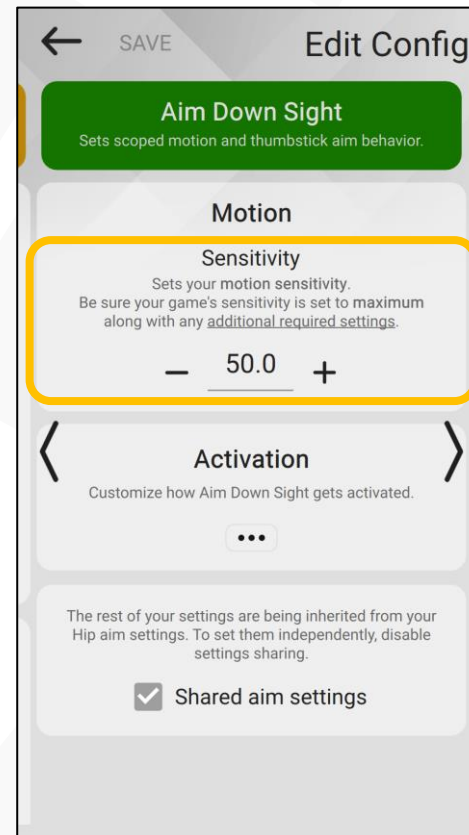 SAVE
Edit Config
Aim Down Sight
Sets scoped motion and thumbstick aim behavior.
Motion
Sensitivity
Sets your motion sensitivity.
Be sure your game's sensitivity is set to maximum
along with any additional required settings.
50.0
Activation
Customize how Aim Down Sight gets activated.
The rest of your settings are being inherited from your
Hip aim settings. To set them independently, disable
settings sharing.
Shared aim settings